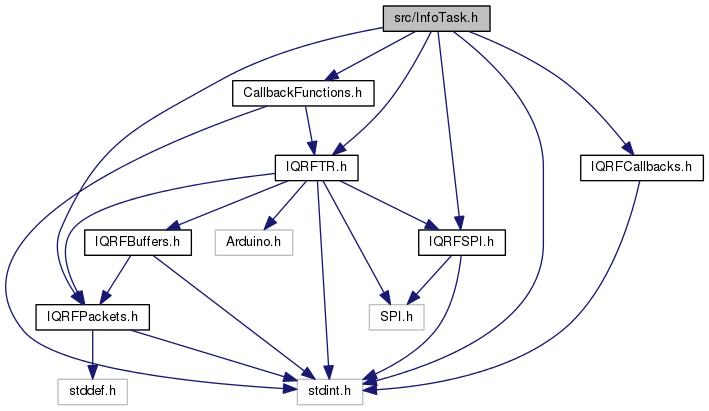 src/InfoTask.h
CallbackFunctions.h
IQRFTR.h
IQRFCallbacks.h
IQRFBuffers.h
Arduino.h
IQRFSPI.h
IQRFPackets.h
SPI.h
stddef.h
stdint.h